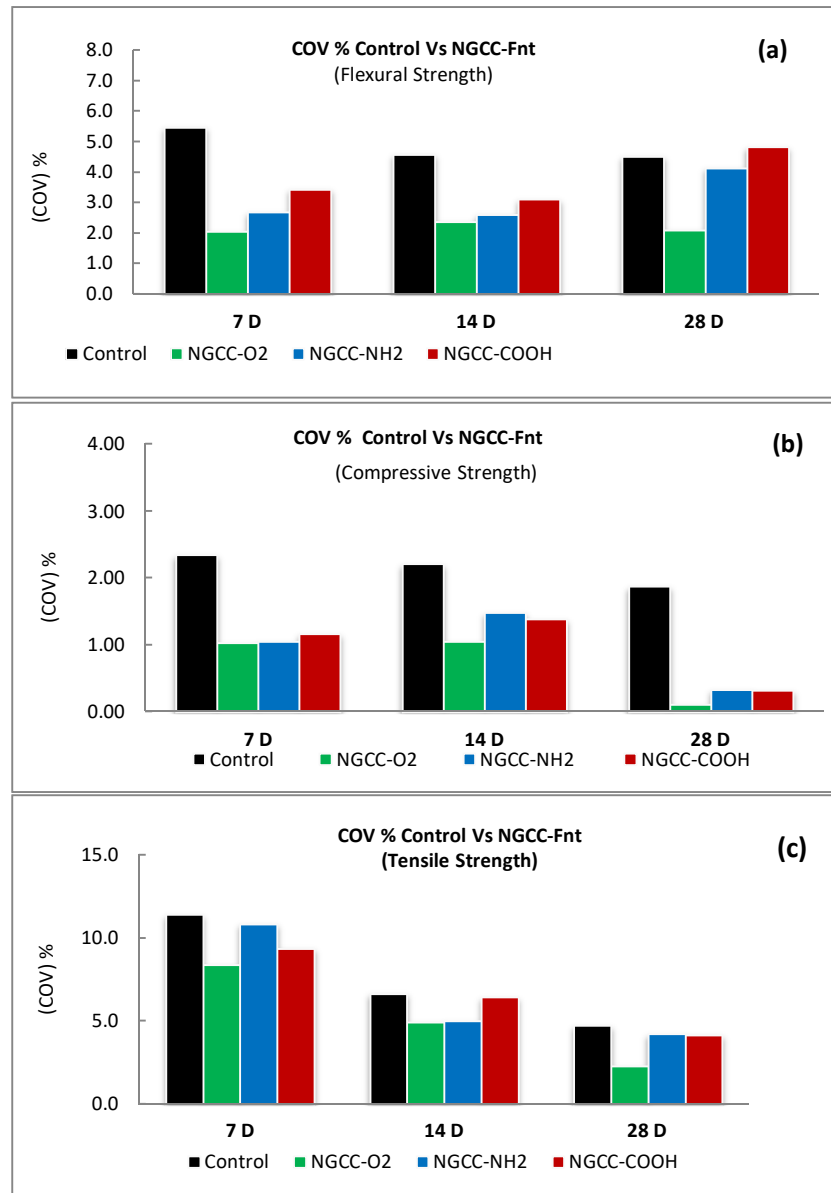 COV % Control Vs NGCC-Fnt
(a)
(Flexural Strength)
8.0
7.0
6.0
5.0
4.0
3.0
2.0
1.0
0.0
(COV) %
7 D 14 D 28 D
Control NGCC-O2 NGCC-NH2 NGCC-COOH
COV % Control Vs NGCC-Fnt
(b)
(Compressive Strength)
4.00
3.00
2.00
1.00
0.00
(COV) %
7 D 14 D 28 D
Control NGCC-O2 NGCC-NH2 NGCC-COOH
COV % Control Vs NGCC-Fnt
(c)
(Tensile Strength)
15.0
10.0
5.0
0.0
(COV) %
7 D 14 D 28 D
Control NGCC-O2 NGCC-NH2 NGCC-COOH